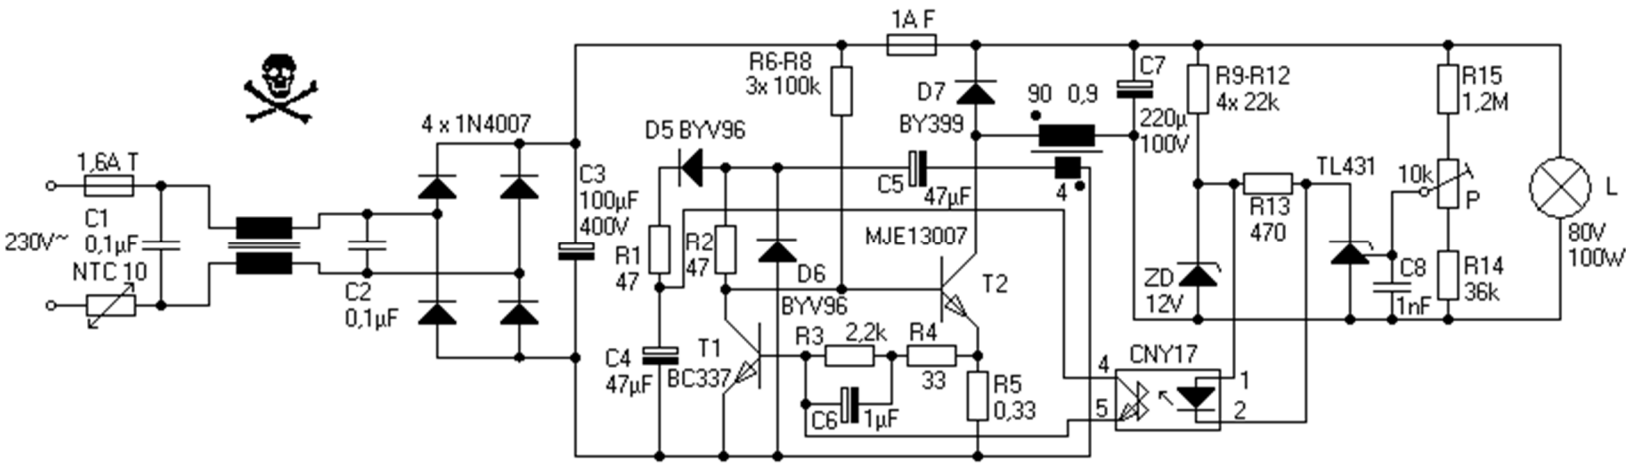 1A F
R6-R8
3x 100k
D7
BY399
90 0,9
C7
220µ
100V
R9-R12
4x 22k
R15
1,2M
4 x 1N4007
D5 BYV96
1,6A T
C1
0,1µF
230V~
NTC 10
C2
0,1µF
C3
100µF
400V
C5
47µF
4
TL431
10k
P
R13
470
L
80V
100W
R1
47
R2
47
D6
BYV96
MJE13007
T2
ZD
12V
C8
1nF
R14
36k
C4
47µF
T1
BC337
R3
2,2k
R4
33
R5
0,33
C6
1µF
CNY17
4
5
1
2